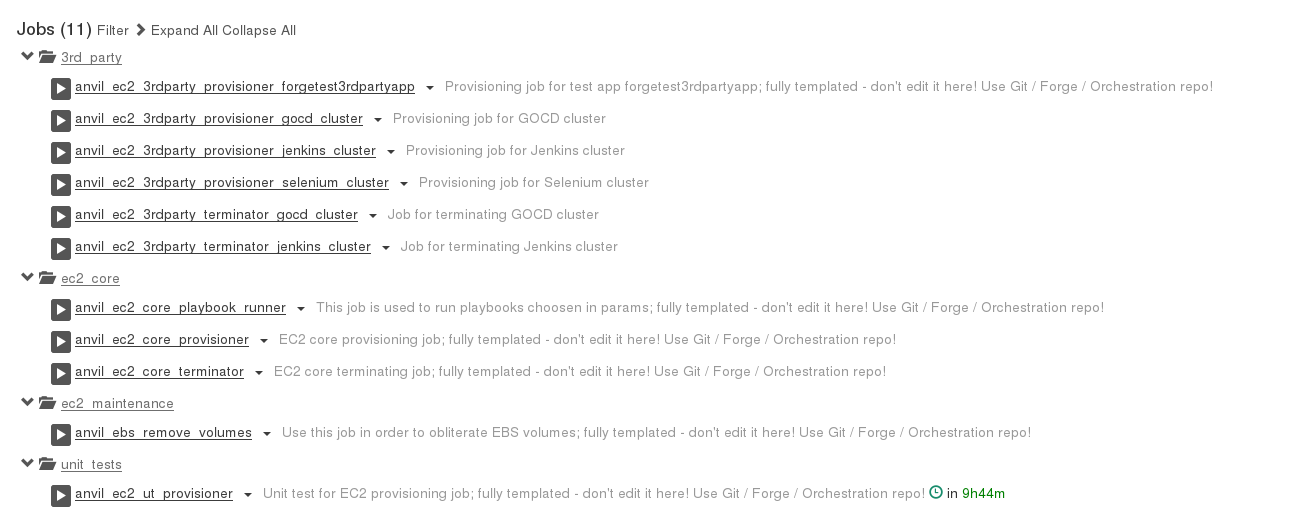 Jobs (11) Filter Expand All Collapse All
3rd_party
anvil_ec2_3rdparty_provisioner_forgetest3rdpartyapp Provisioning job for test app forgetest3rdpartyapp; fully templated - don't edit it here! Use Git / Forge / Orchestration repo!
anvil_ec2_3rdparty_provisioner_gocd_cluster Provisioning job for GOCD cluster
anvil_ec2_3rdparty_provisioner_jenkins_cluster Provisioning job for Jenkins cluster
anvil_ec2_3rdparty_provisioner_selenium_cluster Provisioning job for Selenium cluster
anvil_ec2_3rdparty_terminator_gocd_cluster Job for terminating GOCD cluster
anvil_ec2_3rdparty_terminator_jenkins_cluster Job for terminating Jenkins cluster
ec2_core
anvil_ec2_core_playbook_runner This job is used to run playbooks choosen in params; fully templated - don't edit it here! Use Git / Forge / Orchestration repo!
anvil_ec2_core_provisioner EC2 core provisioning job; fully templated - don't edit it here! Use Git / Forge / Orchestration repo!
anvil_ec2_core_terminator EC2 core terminating job; fully templated - don't edit it here! Use Git / Forge / Orchestration repo!
ec2_maintenance
anvil_ebs_remove_volumes Use this job in order to obliterate EBS volumes; fully templated - don't edit it here! Use Git / Forge / Orchestration repo!
unit_tests
anvil_ec2_ut_provisioner Unit test for EC2 provisioning job; fully templated - don't edit it here! Use Git / Forge / Orchestration repo! in 9h44m